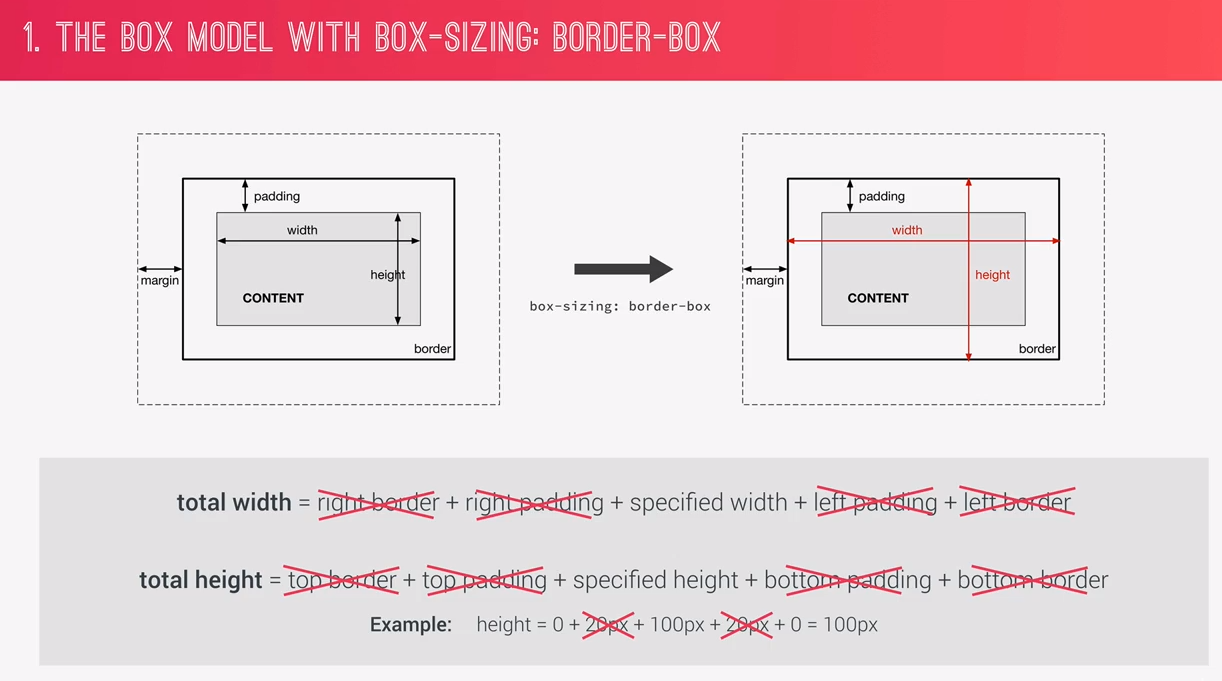 1. THE BOX MODEL WITH BOX-SIZING: BORDER-BOX
padding
width
height
margin
CONTENT
border
box-sizing: border-box
padding
width
height
margin
CONTENT
border
total width = right border + right padding + specified width + left padding + left border
total height = top border + top padding + specified height + bottom padding + bottom border
Example: height = 0 + 20px + 100px + 20px + 0 = 100px